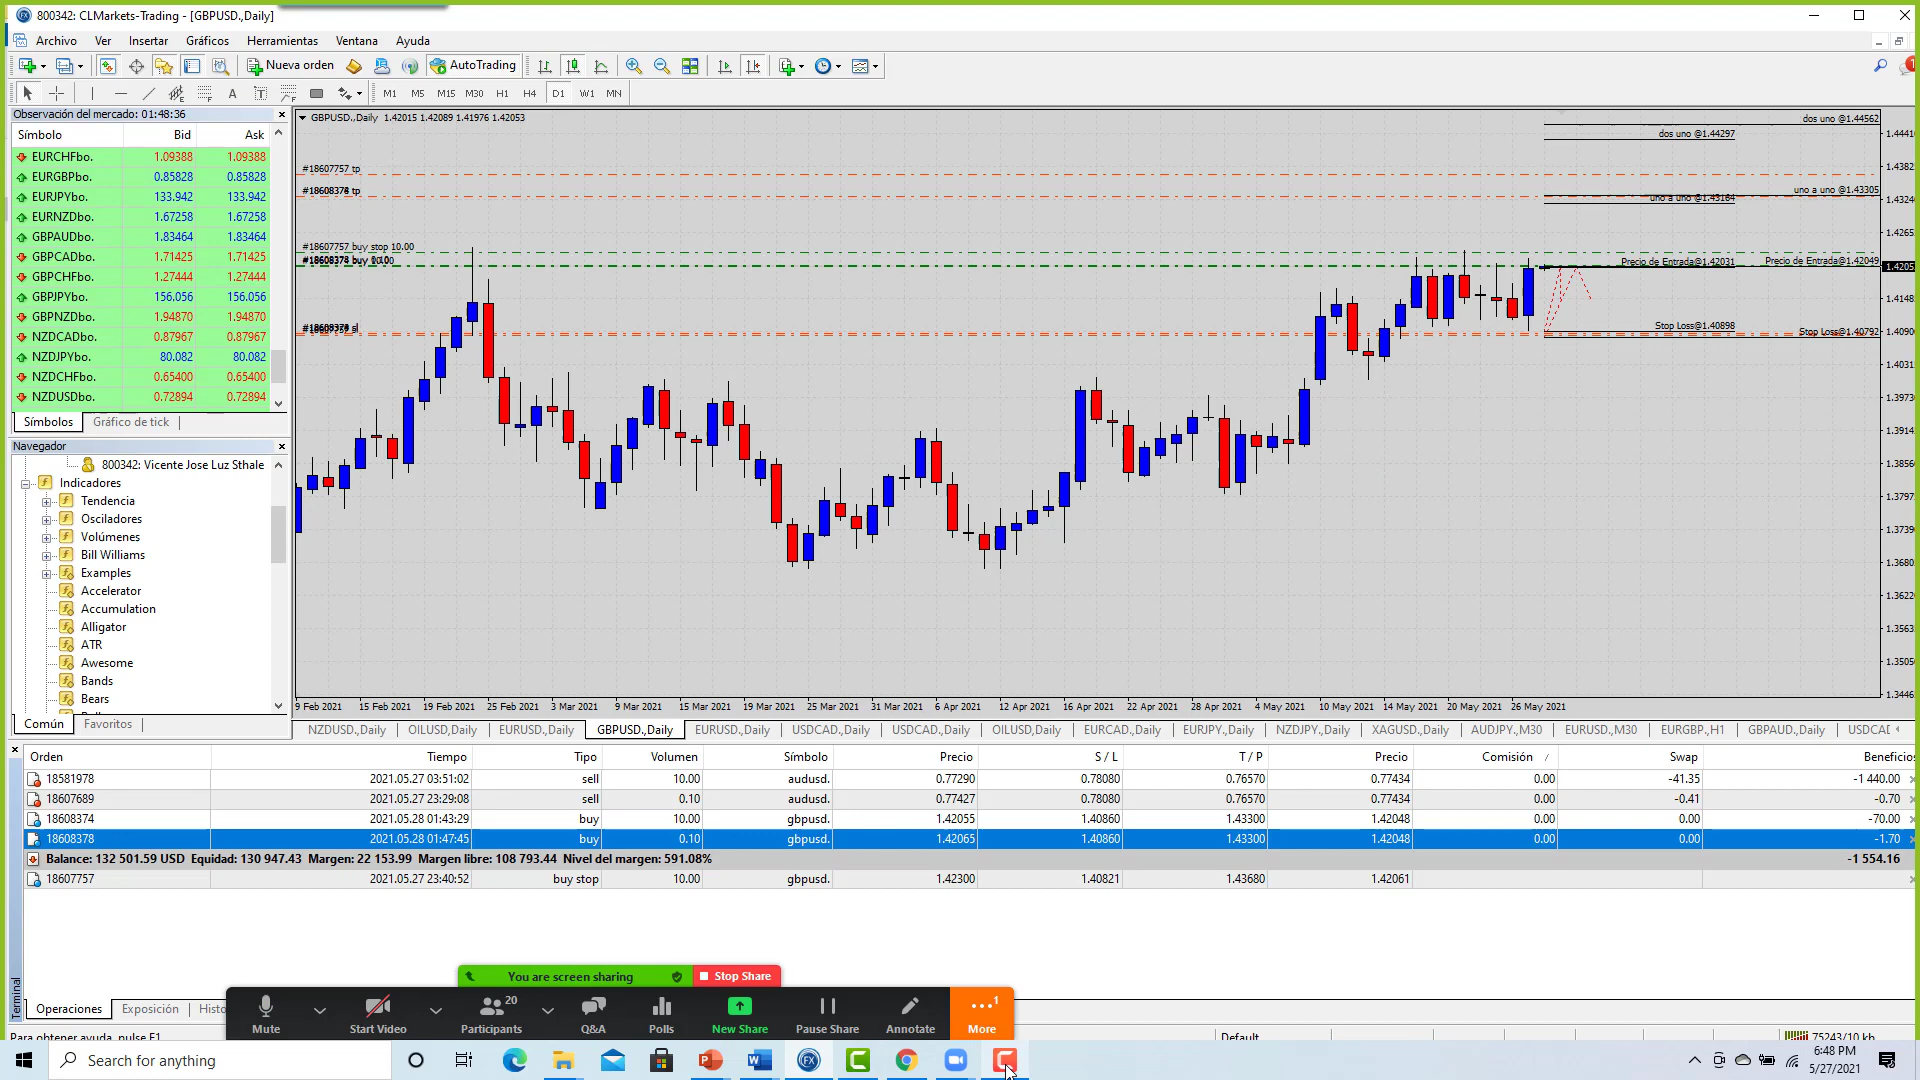 800342: CLMarkets-Trading - [GBPUSD.,Daily]
Archivo Ver Insertar Gráficos Herramientas Ventana Ayuda
Nueva orden AutoTrading
A T M1 M5 M15 M30 H1 H4 D1 W1 MN
Observación del mercado: 01:48:36
Símbolo Bid Ask
EURCHFbo. 1.09388 1.09388
EURGBPbo. 0.85828 0.85828
EURJPYbo. 133.942 133.942
EURNZDbo. 1.67258 1.67258
GBPAUDbo. 1.83464 1.83464
GBPCADbo. 1.71425 1.71425
GBPCHFbo. 1.27444 1.27444
GBPJPYbo. 156.056 156.056
GBPNZDbo. 1.94870 1.94870
NZDCADbo. 0.87967 0.87967
NZDJPYbo. 80.082 80.082
NZDCHFbo. 0.65400 0.65400
NZDUSDbo. 0.72894 0.72894
Símbolos Gráfico de tick
Navegador
800342: Vicente Jose Luz Sthale
Indicadores
Tendencia
Osciladores
Volúmenes
Bill Williams
Examples
Accelerator
Accumulation
Alligator
ATR
Awesome
Bands
Bears
Común Favoritos
GBPUSD.,Daily 1.42015 1.42089 1.41976 1.42053
dos uno @1.44562
dos uno @1.44297
#18607757 tp
#18608374 tp
uno a uno @1.43305
uno a uno @1.43164
#18607757 buy stop 10.00
Precio de Entrada@1.42031
Precio de Entrada@1.42049
Stop Loss@1.40898
Stop Loss@1.40792
1.4441
1.4382
1.4324
1.4265
1.4205
1.4148
1.4090
1.4031
1.3973
1.3914
1.3856
1.3797
1.3739
1.3680
1.3622
1.3563
1.3505
1.3446
9 Feb 2021 15 Feb 2021 19 Feb 2021 25 Feb 2021 3 Mar 2021 9 Mar 2021 15 Mar 2021 19 Mar 2021 25 Mar 2021 31 Mar 2021 6 Apr 2021 12 Apr 2021 16 Apr 2021 22 Apr 2021 28 Apr 2021 4 May 2021 10 May 2021 14 May 2021 20 May 2021 26 May 2021
NZDUSD.,Daily OILUSD,Daily EURUSD.,Daily GBPUSD.,Daily EURUSD.,Daily USDCAD.,Daily USDCAD.,Daily OILUSD.,Daily EURCAD.,Daily EURJPY.,Daily NZDJPY.,Daily XAGUSD.,Daily AUDJPY.,M30 EURUSD.,M30 EURGBP.,H1 GBPAUD.,Daily USDCAD
Orden Tiempo Tipo Volumen Símbolo Precio S / L T / P Precio Comisión Swap Beneficios
18581978 2021.05.27 03:51:02 sell 10.00 audusd. 0.77290 0.78080 0.76570 0.77434 0.00 -41.35 -1 440.00
18607689 2021.05.27 23:29:08 sell 0.10 audusd. 0.77427 0.78080 0.76570 0.77434 0.00 -0.41 -0.70
18608374 2021.05.28 01:43:29 buy 10.00 gbpusd. 1.42055 1.40860 1.43300 1.42048 0.00 0.00 -70.00
18608378 2021.05.28 01:47:45 buy 0.10 gbpusd. 1.42065 1.40860 1.43300 1.42048 0.00 0.00 -1.70
Balance: 132 501.59 USD Equidad: 130 947.43 Margen: 22 153.99 Margen libre: 108 793.44 Nivel del margen: 591.08% -1 554.16
18607757 2021.05.27 23:40:52 buy stop 10.00 gbpusd. 1.42300 1.40821 1.43680 1.42061
Terminal
You are screen sharing Stop Share
Operaciones Exposición Histo
20
1
Mute Start Video Participants Q&A Polls New Share Pause Share Annotate More
Para obtener ayuda, pulse F1
Default
75243/10 kb
Search for anything
6:48 PM
5/27/2021